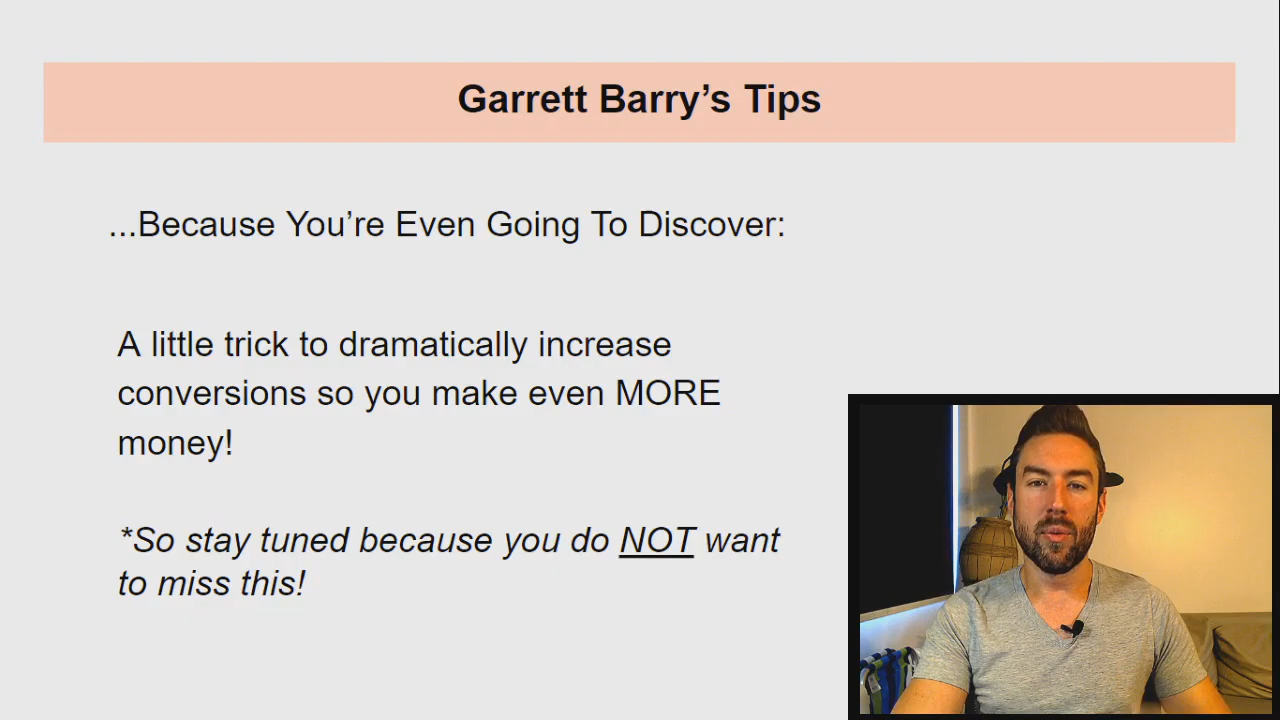 Garrett Barry’s Tips
...Because You’re Even Going To Discover:
A little trick to dramatically increase
conversions so you make even MORE
money!
*So stay tuned because you do NOT want
to miss this!